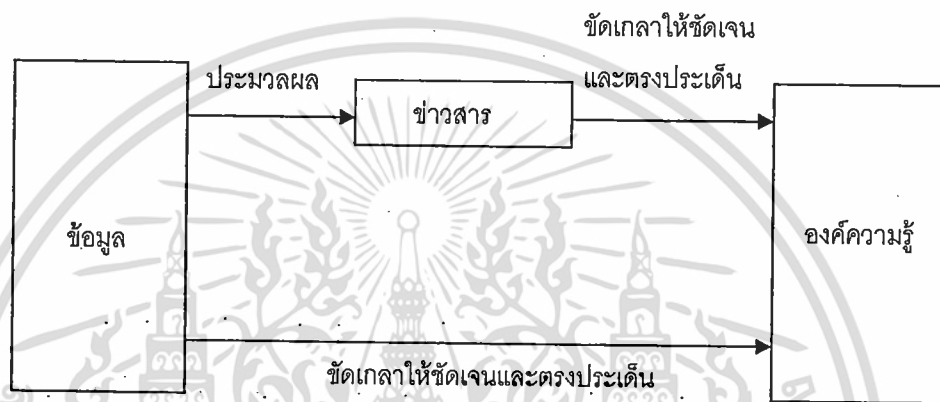 ขัดเกลาให้ชัดเจน
และตรงประเด็น
ประมวลผล
ข่าวสาร
ข้อมูล
องค์ความรู้
ขัดเกลาให้ชัดเจนและตรงประเด็น